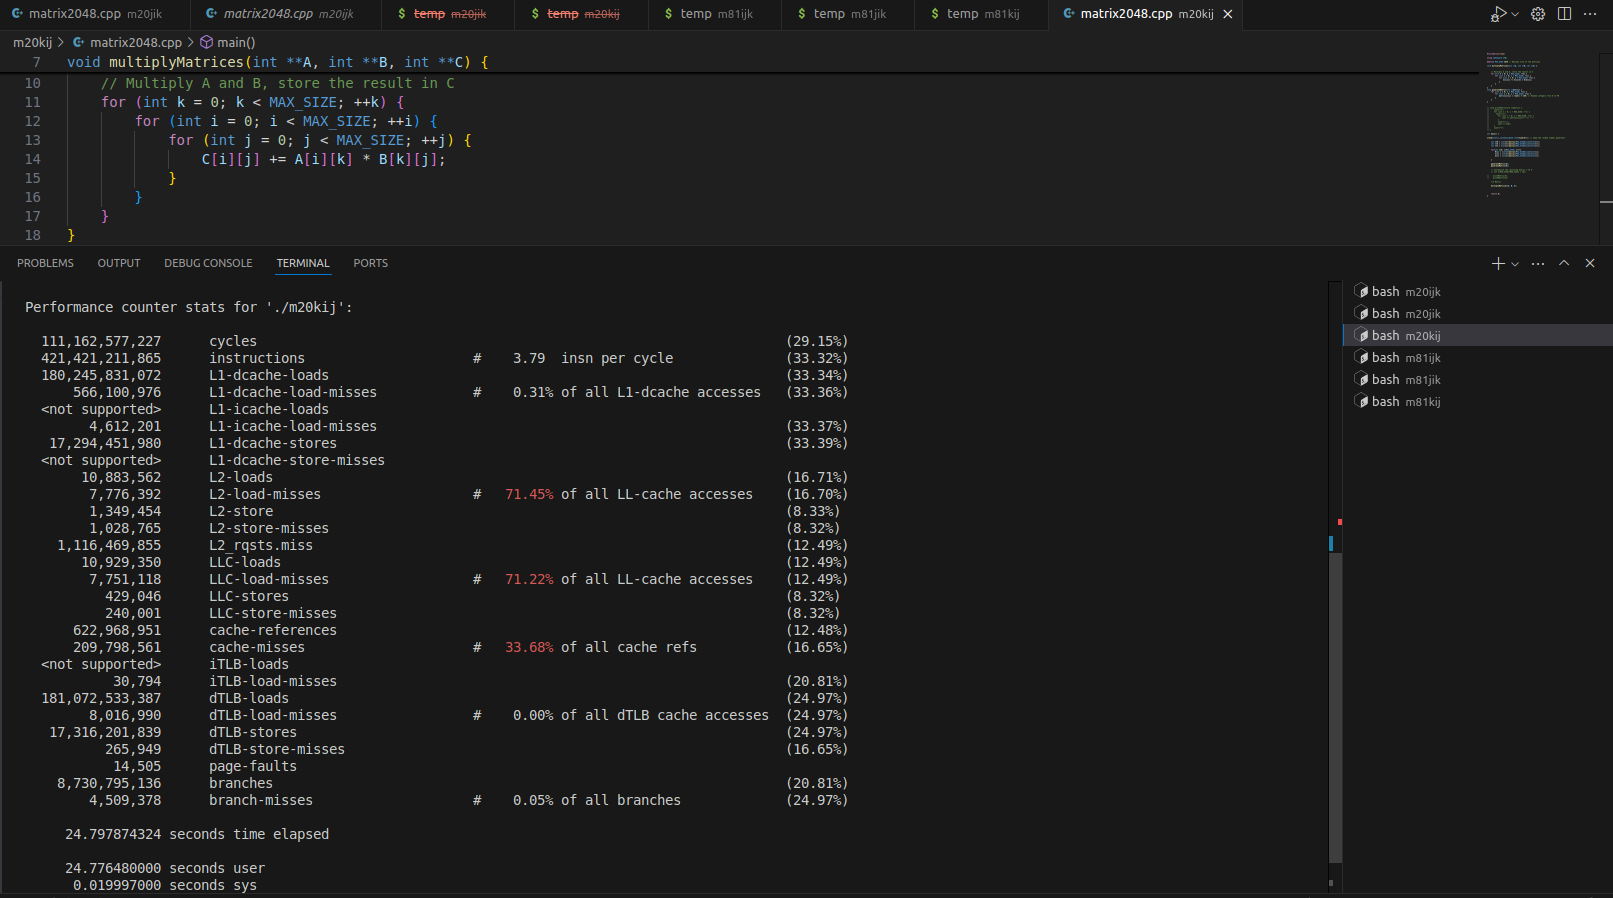 matrix2048.cpp m20jik
matrix2048.cpp m20ijk
$ temp m20jik
$ temp m20kij
$ temp m81ijk
$ temp m81jik
$ temp m81kij
matrix2048.cpp m20kij
m20kij > matrix2048.cpp > main()
7 void multiplyMatrices(int **A, int **B, int **C) {
10 // Multiply A and B, store the result in C
11 for (int k = 0; k < MAX_SIZE; ++k) {
12 for (int i = 0; i < MAX_SIZE; ++i) {
13 for (int j = 0; j < MAX_SIZE; ++j) {
14 C[i][j] += A[i][k] * B[k][j];
15 }
16 }
17 }
18 }
PROBLEMS OUTPUT DEBUG CONSOLE TERMINAL PORTS
Performance counter stats for './m20kij':
111,162,577,227 cycles (29.15%)
421,421,211,865 instructions # 3.79 insn per cycle (33.32%)
180,245,831,072 L1-dcache-loads (33.34%)
566,100,976 L1-dcache-load-misses # 0.31% of all L1-dcache accesses (33.36%)
<not supported> L1-icache-loads
4,612,201 L1-icache-load-misses (33.37%)
17,294,451,980 L1-dcache-stores (33.39%)
<not supported> L1-dcache-store-misses
10,883,562 L2-loads (16.71%)
7,776,392 L2-load-misses # 71.45% of all LL-cache accesses (16.70%)
1,349,454 L2-store (8.33%)
1,028,765 L2-store-misses (8.32%)
1,116,469,855 L2_rqsts.miss (12.49%)
10,929,350 LLC-loads (12.49%)
7,751,118 LLC-load-misses # 71.22% of all LL-cache accesses (12.49%)
429,046 LLC-stores (8.32%)
240,001 LLC-store-misses (8.32%)
622,968,951 cache-references (12.48%)
209,798,561 cache-misses # 33.68% of all cache refs (16.65%)
<not supported> iTLB-loads
30,794 iTLB-load-misses (20.81%)
181,072,533,387 dTLB-loads (24.97%)
8,016,990 dTLB-load-misses # 0.00% of all dTLB cache accesses (24.97%)
17,316,201,839 dTLB-stores (24.97%)
265,949 dTLB-store-misses (16.65%)
14,505 page-faults
8,730,795,136 branches (20.81%)
4,509,378 branch-misses # 0.05% of all branches (24.97%)
24.797874324 seconds time elapsed
24.776480000 seconds user
0.019997000 seconds sys
bash m20ijk
bash m20jik
bash m20kij
bash m81ijk
bash m81jik
bash m81kij